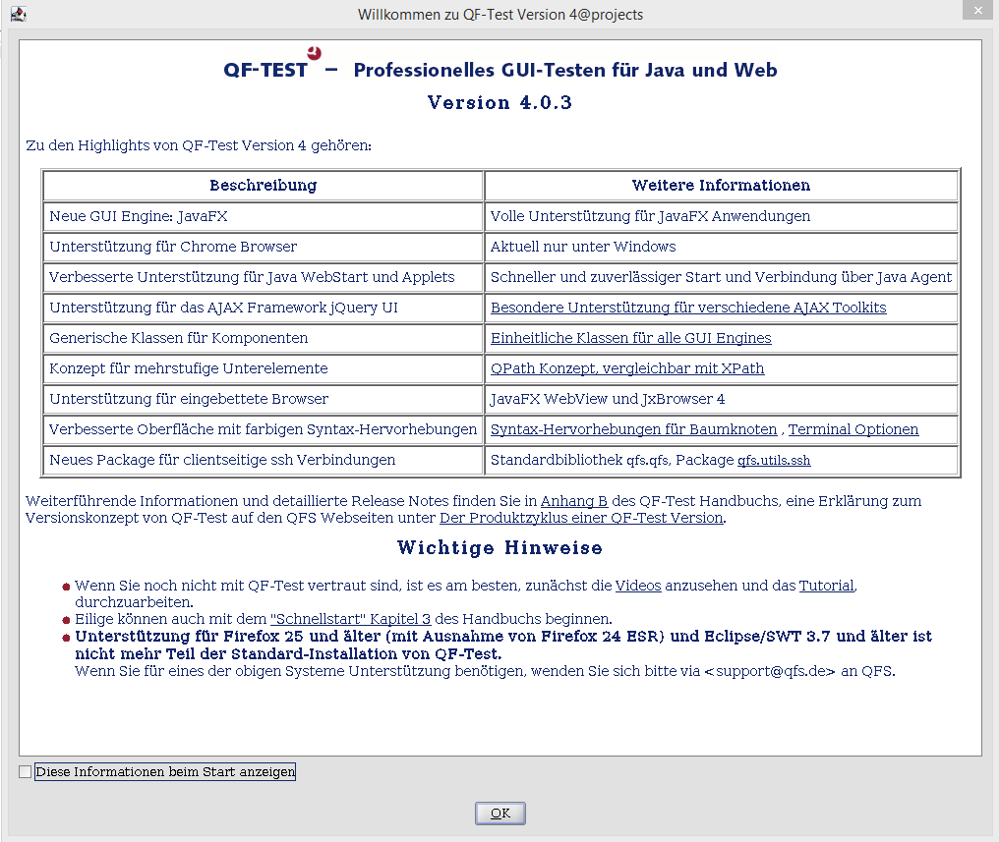 Willkommen zu QF-Test Version 4@projects
QF-TEST – Professionelles GUI-Testen für Java und Web
Version 4.0.3
Zu den Highlights von QF-Test Version 4 gehören:
Beschreibung Weitere Informationen
Neue GUI Engine: JavaFX Volle Unterstützung für JavaFX Anwendungen
Unterstützung für Chrome Browser Aktuell nur unter Windows
Verbesserte Unterstützung für Java WebStart und Applets Schneller und zuverlässiger Start und Verbindung über Java Agent
Unterstützung für das AJAX Framework jQuery UI Besondere Unterstützung für verschiedene AJAX Toolkits
Generische Klassen für Komponenten Einheitliche Klassen für alle GUI Engines
Konzept für mehrstufige Unterelemente QPath Konzept, vergleichbar mit XPath
Unterstützung für eingebettete Browser JavaFX WebView und JxBrowser 4
Verbesserte Oberfläche mit farbigen Syntax-Hervorhebungen Syntax-Hervorhebungen für Baumknoten , Terminal Optionen
Neues Package für clientseitige ssh Verbindungen Standardbibliothek qfs.qfs, Package qfs.utils.ssh
Weiterführende Informationen und detaillierte Release Notes finden Sie in Anhang B des QF-Test Handbuchs, eine Erklärung zum
Versionskonzept von QF-Test auf den QFS Webseiten unter Der Produktzyklus einer QF-Test Version.
Wichtige Hinweise
Wenn Sie noch nicht mit QF-Test vertraut sind, ist es am besten, zunächst die Videos anzusehen und das Tutorial,
durchzuarbeiten.
Eilige können auch mit dem "Schnellstart" Kapitel 3 des Handbuchs beginnen.
Unterstützung für Firefox 25 und älter (mit Ausnahme von Firefox 24 ESR) und Eclipse/SWT 3.7 und älter ist
nicht mehr Teil der Standard-Installation von QF-Test.
Wenn Sie für eines der obigen Systeme Unterstützung benötigen, wenden Sie sich bitte via <support@qfs.de> an QFS.
Diese Informationen beim Start anzeigen
OK